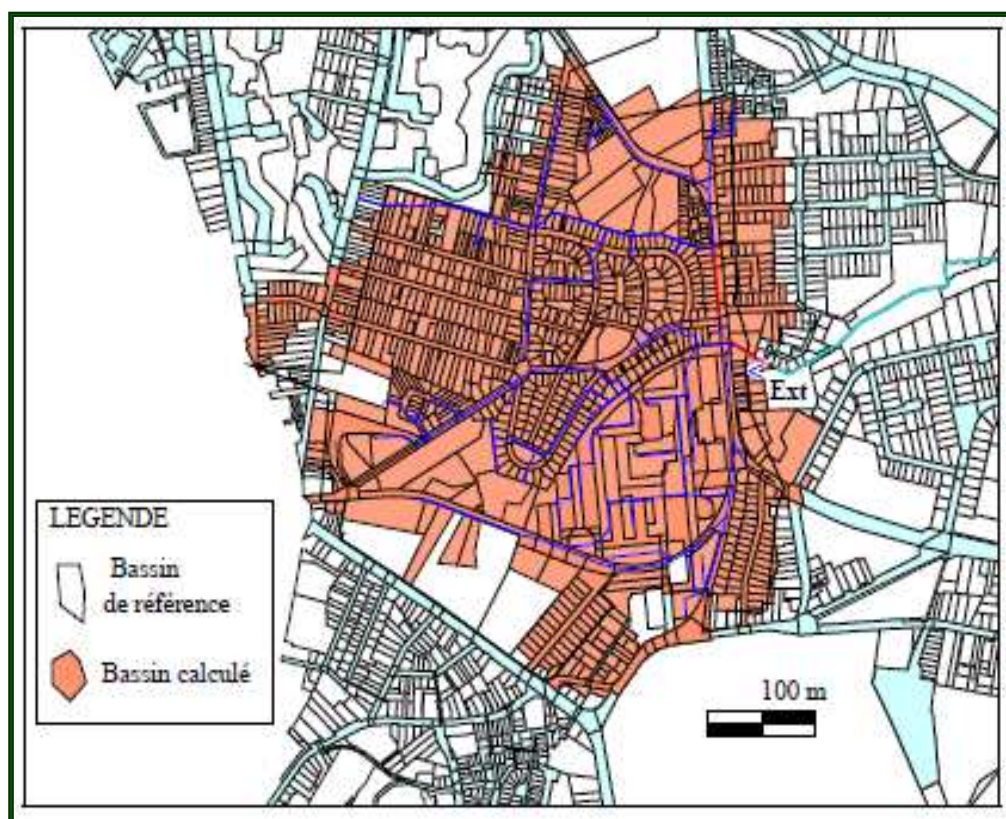 Ext
LEGENDE
Bassin
de référence
Bassin calculé
100 m